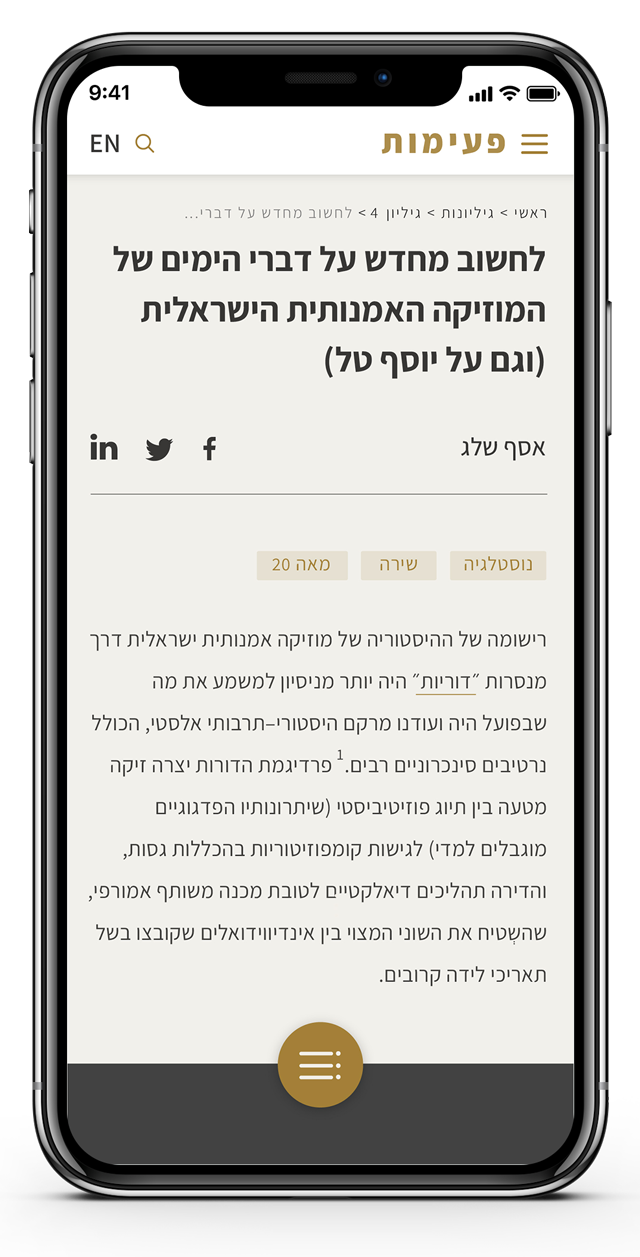 9:41
פעימות
EN
ראשי > גיליונות > גיליון 4 > לחשוב מחדש על דברי...
לחשוב מחדש על דברי הימים של
המוזיקה האמנותית הישראלית
(וגם על יוסף טל)
אסף שלג
f
in
נוסטלגיה שירה מאה 20
רישומה של ההיסטוריה של מוזיקה אמנותית ישראלית דרך
מנסרות ״דוריות״ היה יותר מניסיון למשמע את מה
שבפועל היה ועודנו מרקם היסטורי–תרבותי אלסטי, הכולל
נרטיבים סינכרוניים רבים.1 פרדיגמת הדורות יצרה זיקה
מטעה בין תיוג פוזיטיביסטי (שיתרונותיו הפדגוגיים
מוגבלים למדי) לגישות קומפוזיטוריות בהכללות גסות,
והדירה תהליכים דיאלקטיים לטובת מכנה משותף אמורפי,
שהשְטיח את השוני המצוי בין אינדיווידואלים שקובצו בשל
תאריכי לידה קרובים.